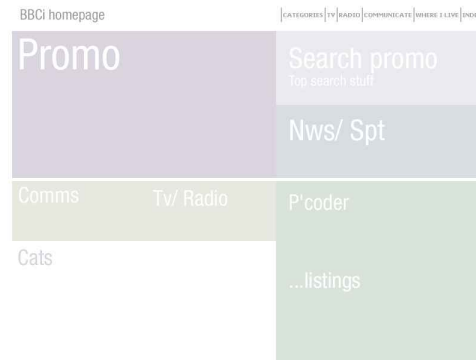 BBCi homepage
CATEGORIES TV RADIO COMMUNICATE WHERE I LIVE INDE
Promo
Search promo
Top search stuff
Nws/ Spt
Comms
Tv/ Radio
P'coder
Cats
...listings